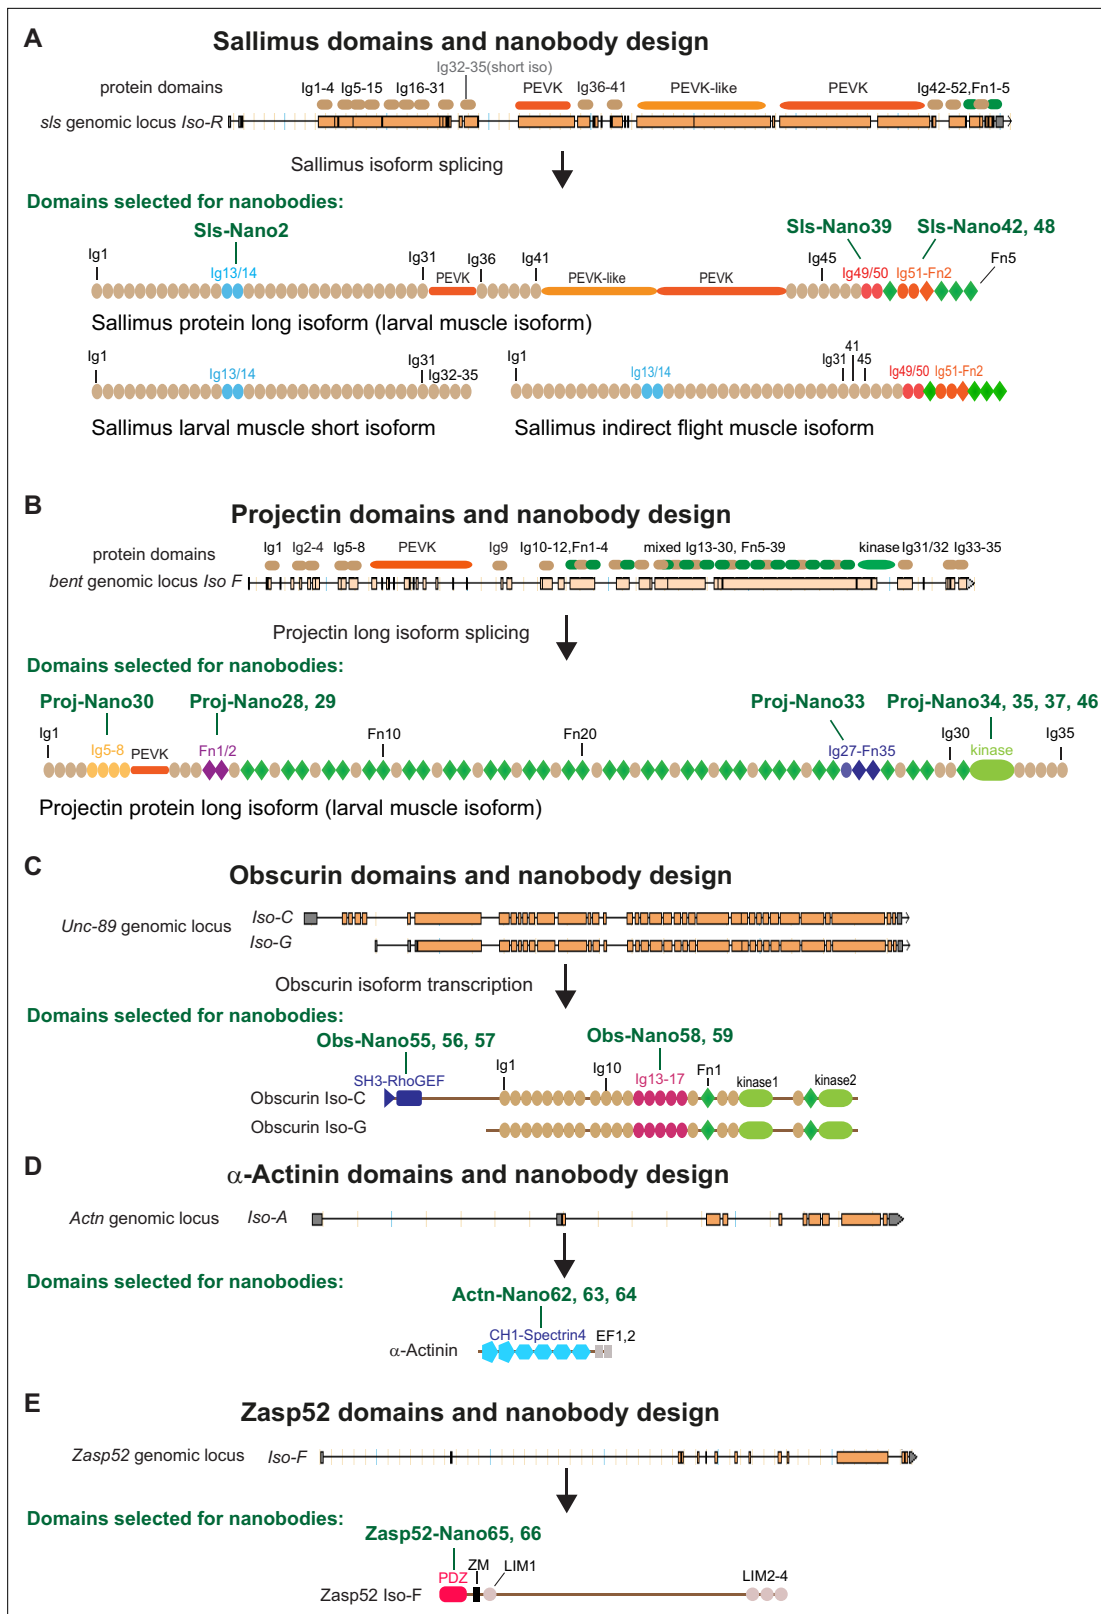 A
Sallimus domains and nanobody design
Ig32-35(short iso)
protein domains Ig1-4 Ig5-15 Ig16-31 PEVK Ig36-41 PEVK-like PEVK Ig42-52,Fn1-5
sls genomic locus Iso-R
Sallimus isoform splicing
Domains selected for nanobodies:
Sls-Nano2 Sls-Nano39 Sls-Nano42, 48
Ig1 Ig13/14 Ig31 PEVK Ig36 Ig41 PEVK-like PEVK Ig45 Ig49/50 Ig51-Fn2 Fn5
Sallimus protein long isoform (larval muscle isoform)
Ig1 Ig13/14 Ig31 Ig32-35
Ig1 Ig13/14 Ig31 41 45 Ig49/50 Ig51-Fn2
Sallimus larval muscle short isoform Sallimus indirect flight muscle isoform
B
Projectin domains and nanobody design
protein domains Ig1 Ig2-4 Ig5-8 PEVK Ig9 Ig10-12,Fn1-4 mixed Ig13-30, Fn5-39 kinase Ig31/32 Ig33-35
bent genomic locus Iso F
Projectin long isoform splicing
Domains selected for nanobodies:
Proj-Nano30 Proj-Nano28, 29 Proj-Nano33 Proj-Nano34, 35, 37, 46
Ig1 Ig5-8 PEVK Fn1/2 Fn10 Fn20 Ig27-Fn35 Ig30 kinase Ig35
Projectin protein long isoform (larval muscle isoform)
C
Obscurin domains and nanobody design
Unc-89 genomic locus Iso-C
Iso-G
Obscurin isoform transcription
Domains selected for nanobodies:
Obs-Nano55, 56, 57 Obs-Nano58, 59
SH3-RhoGEF Ig1 Ig10 Ig13-17 Fn1 kinase1 kinase2
Obscurin Iso-C
Obscurin Iso-G
D
α-Actinin domains and nanobody design
Actn genomic locus Iso-A
Domains selected for nanobodies:
Actn-Nano62, 63, 64
CH1-Spectrin4 EF1,2
α-Actinin
E
Zasp52 domains and nanobody design
Zasp52 genomic locus Iso-F
Domains selected for nanobodies:
Zasp52-Nano65, 66
PDZ ZM LIM1 LIM2-4
Zasp52 Iso-F